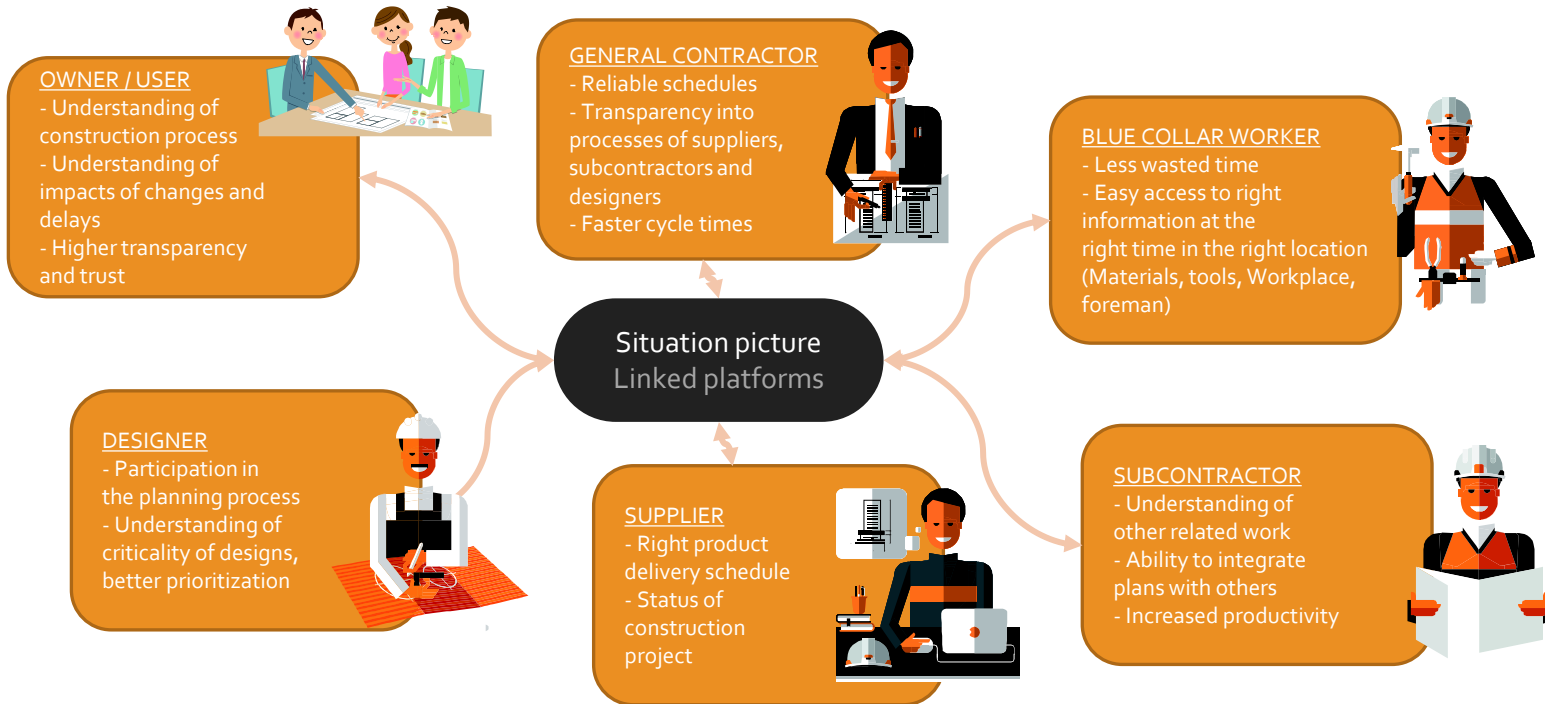 OWNER / USER
- Understanding of
construction process
- Understanding of
impacts of changes and
delays
- Higher transparency
and trust
GENERAL CONTRACTOR
- Reliable schedules
- Transparency into
processes of suppliers,
subcontractors and
designers
- Faster cycle times
BLUE COLLAR WORKER
- Less wasted time
- Easy access to right
information at the
right time in the right location
(Materials, tools, Workplace,
foreman)
Situation picture
Linked platforms
DESIGNER
- Participation in
the planning process
- Understanding of
criticality of designs,
better prioritization
SUPPLIER
- Right product
delivery schedule
- Status of
construction
project
SUBCONTRACTOR
- Understanding of
other related work
- Ability to integrate
plans with others
- Increased productivity